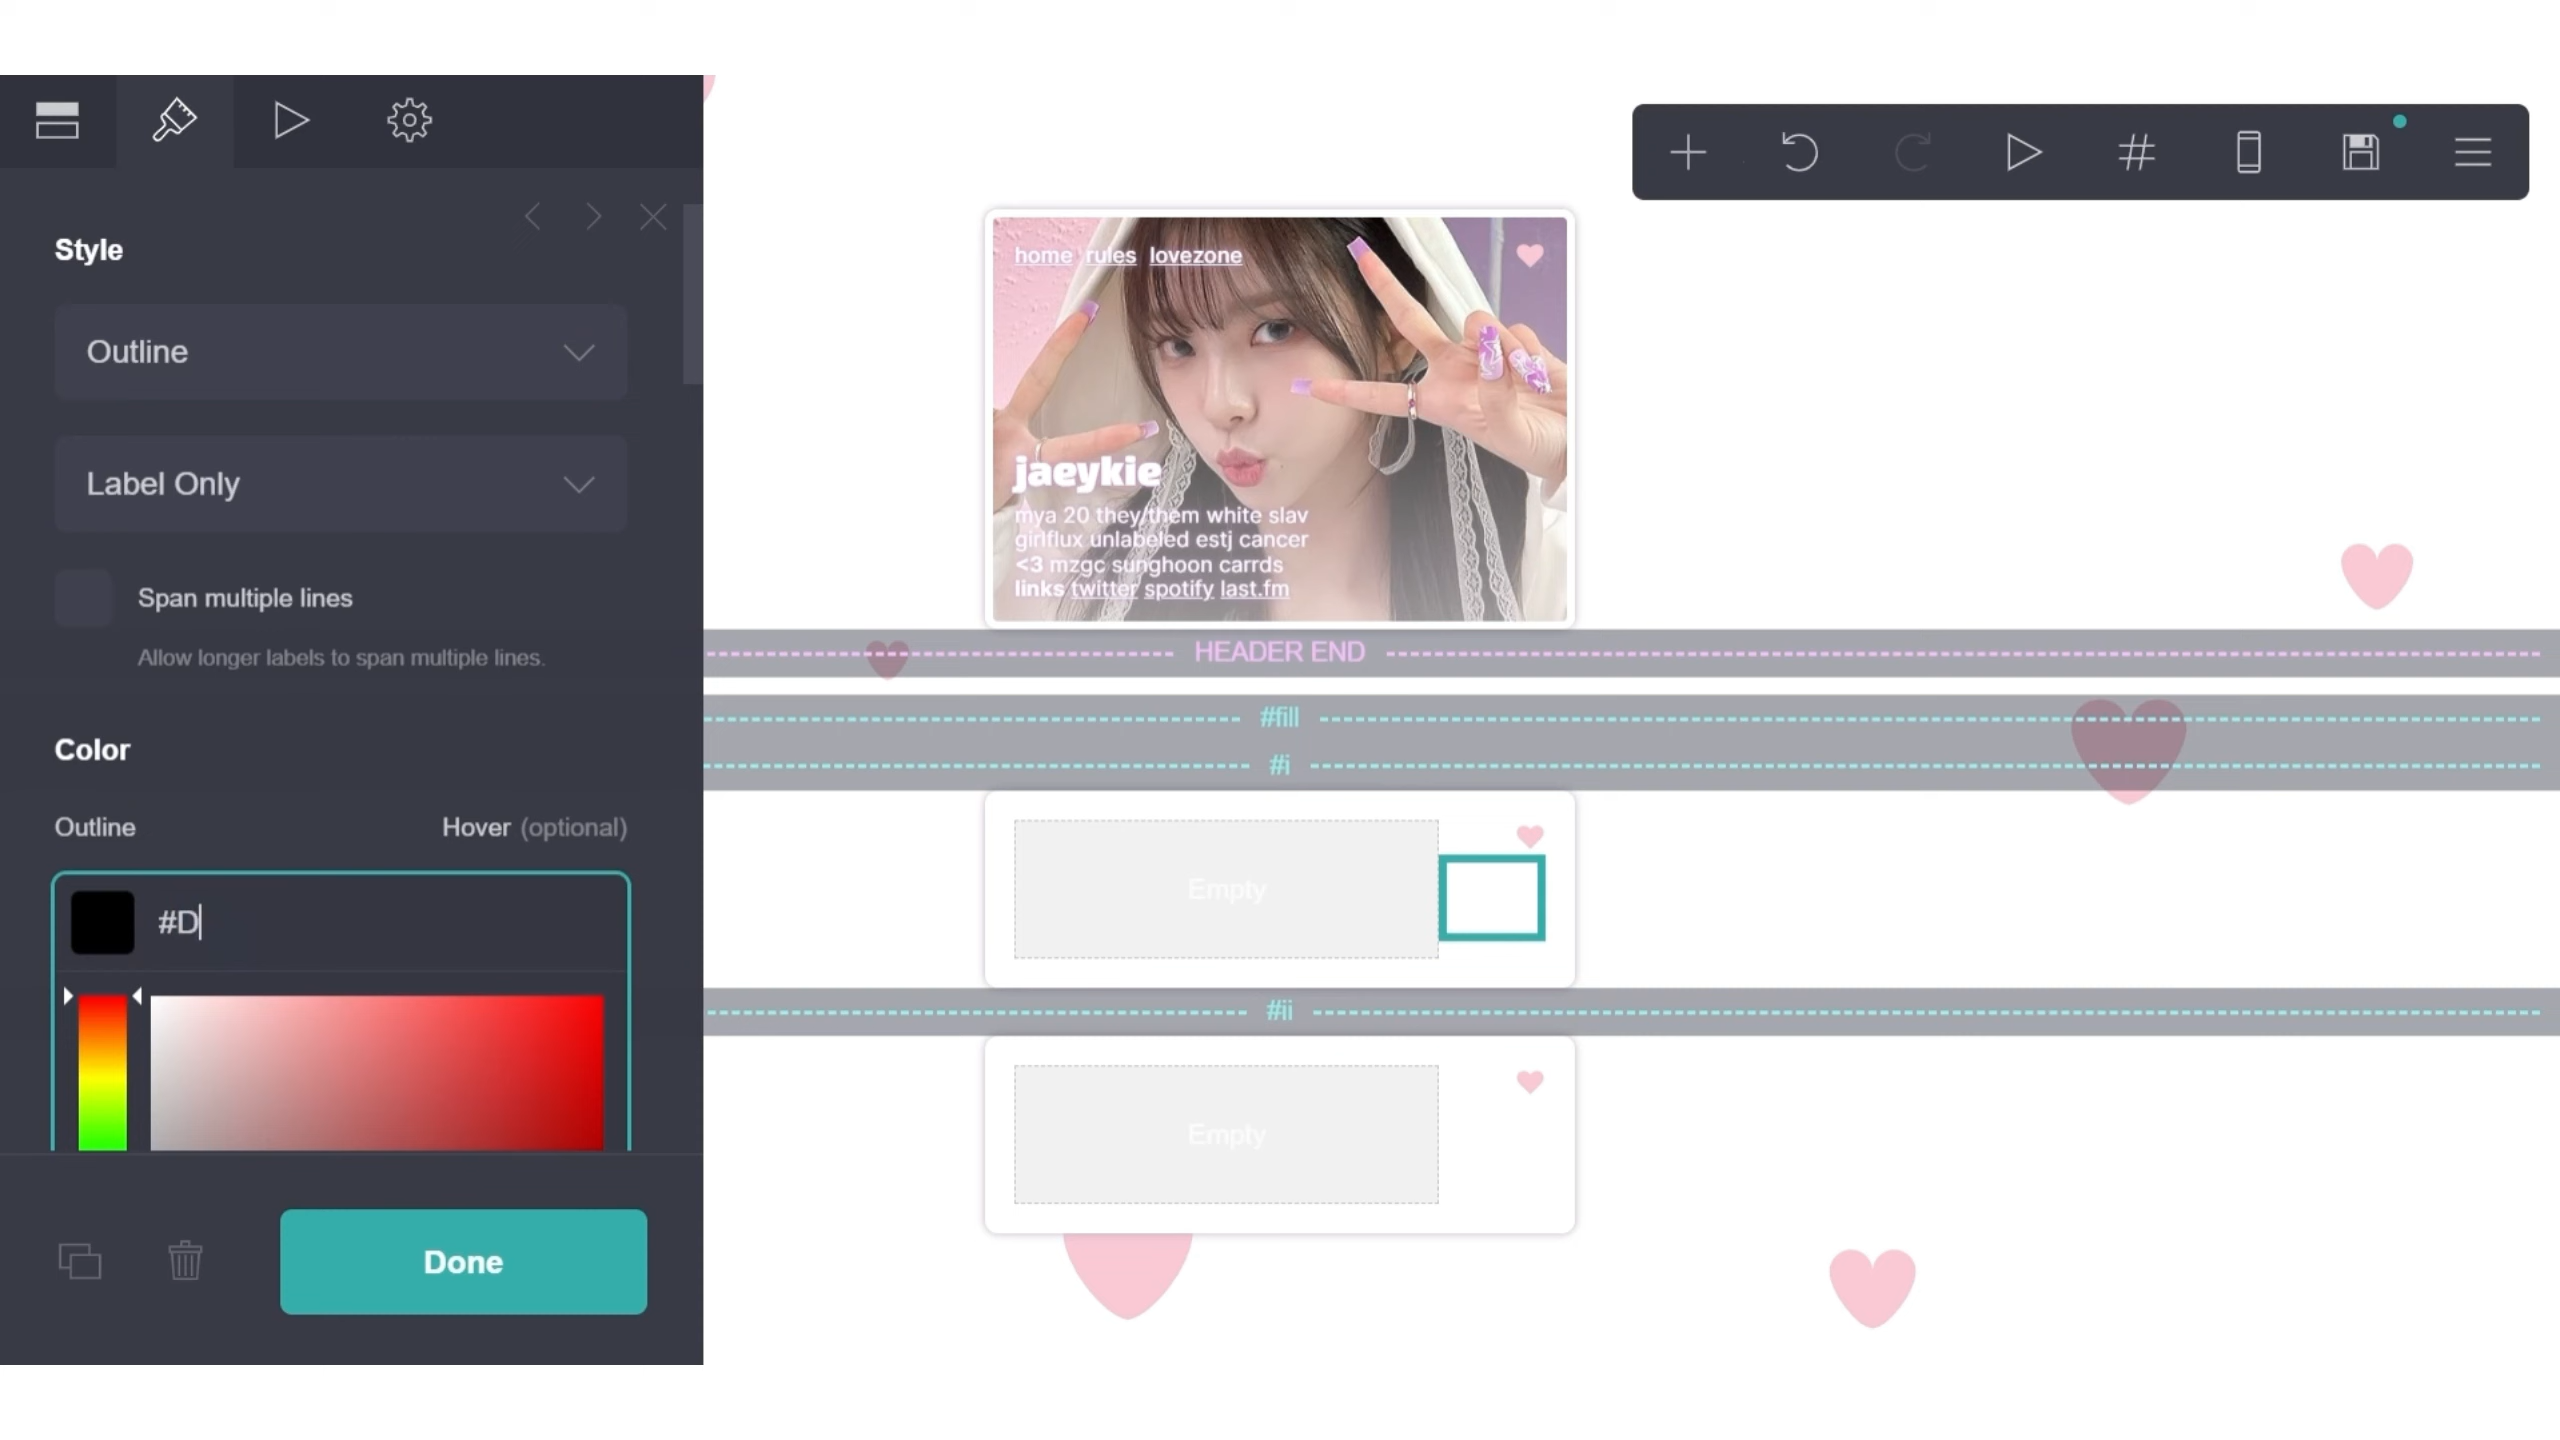 Style
Outline
Label Only
Span multiple lines
Allow longer labels to span multiple lines.
Color
Outline
Hover (optional)
#D
Done
home rules lovezone
jaeykie
mya 20 they/them white slav
girlflux unlabeled estj cancer
<3 mzgc sunghoon carrds
links twitter spotify last.fm
HEADER END
#fill
#i
Empty
#ii
Empty